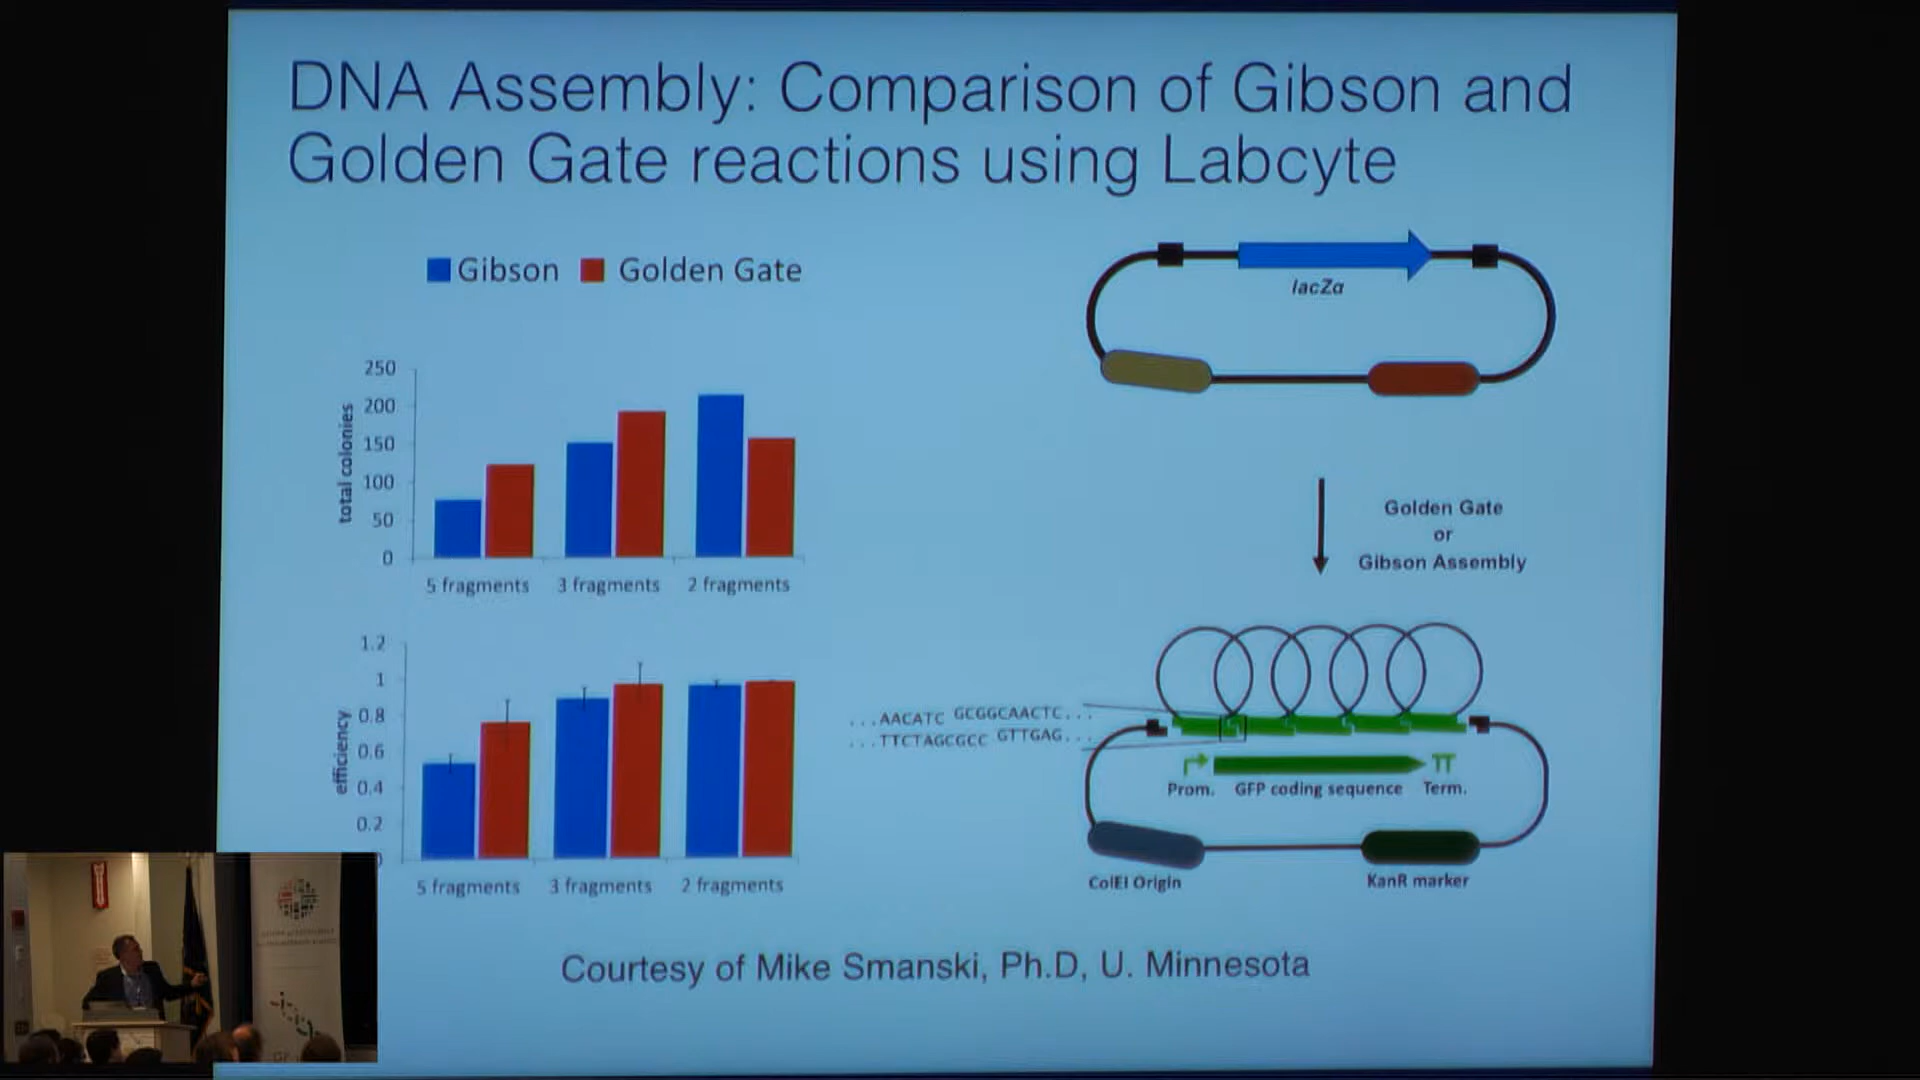 DNA Assembly: Comparison of Gibson and
Golden Gate reactions using Labcyte
Gibson Golden Gate
total colonies
250
200
150
100
50
0
5 fragments 3 fragments 2 fragments
efficiency
1.2
1
0.8
0.6
0.4
0.2
5 fragments 3 fragments 2 fragments
lacZα
Golden Gate
or
Gibson Assembly
...AACATC GCGGCAACTC...
...TTCTAGCGCC GTTGAG...
Prom. GFP coding sequence Term.
ColEI Origin KanR marker
Courtesy of Mike Smanski, Ph.D, U. Minnesota